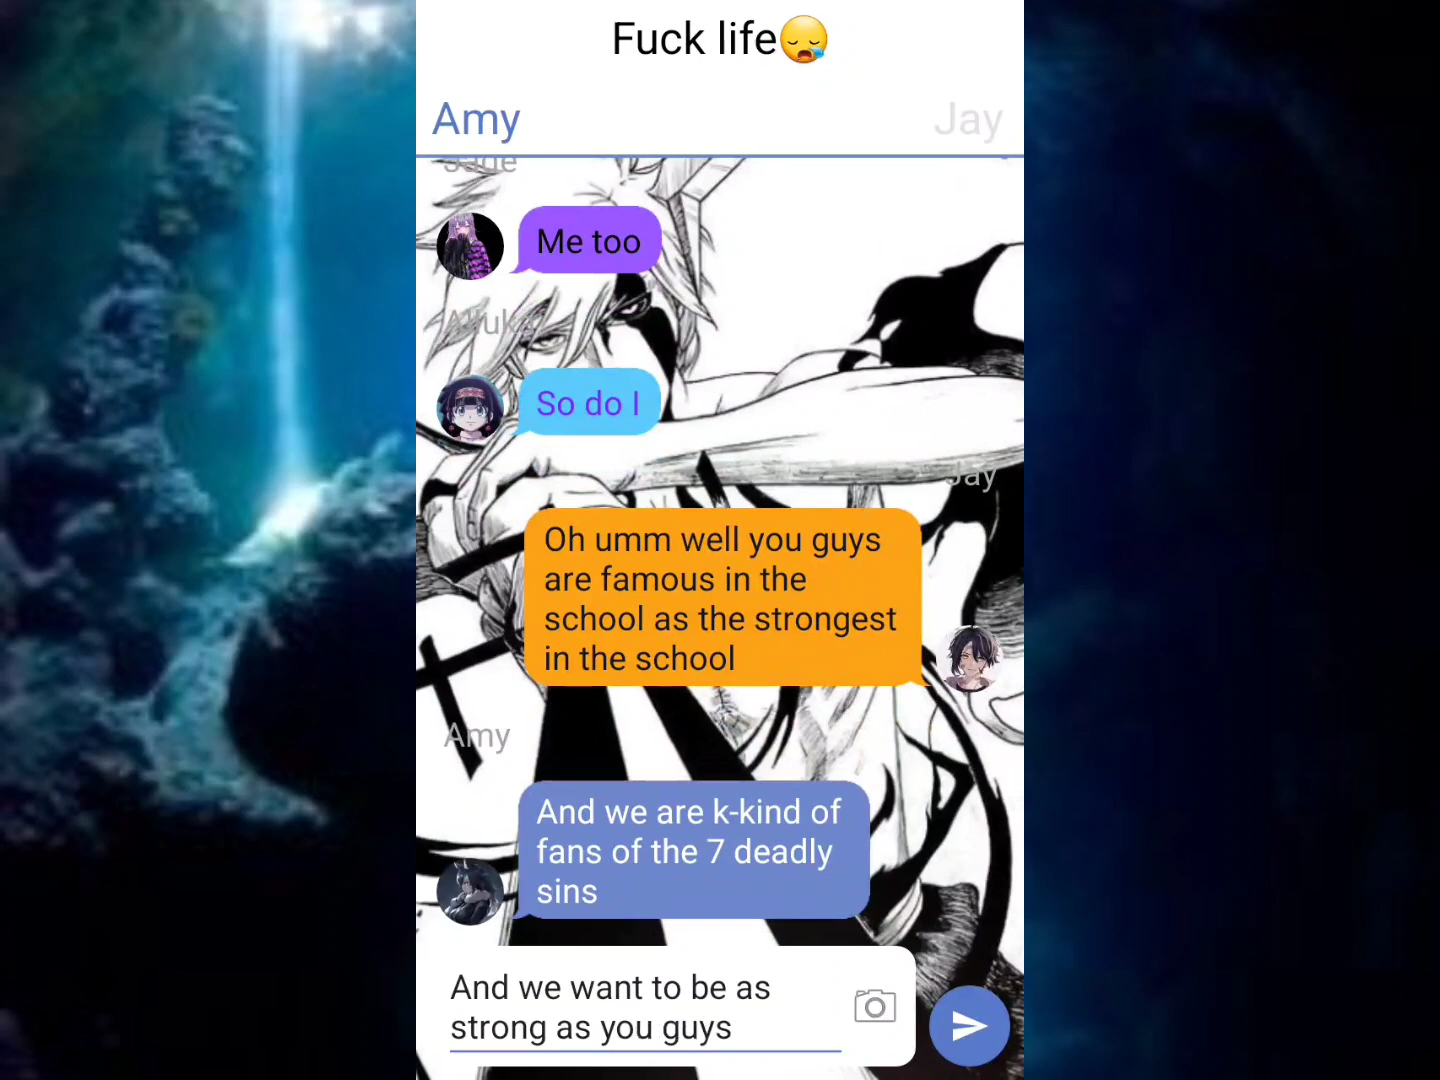 Fuck life😪
Amy
Jay
Jade
Me too
Alluka
So do I
Jay
Oh umm well you guys
are famous in the
school as the strongest
in the school
Amy
And we are k-kind of
fans of the 7 deadly
sins
And we want to be as
strong as you guys